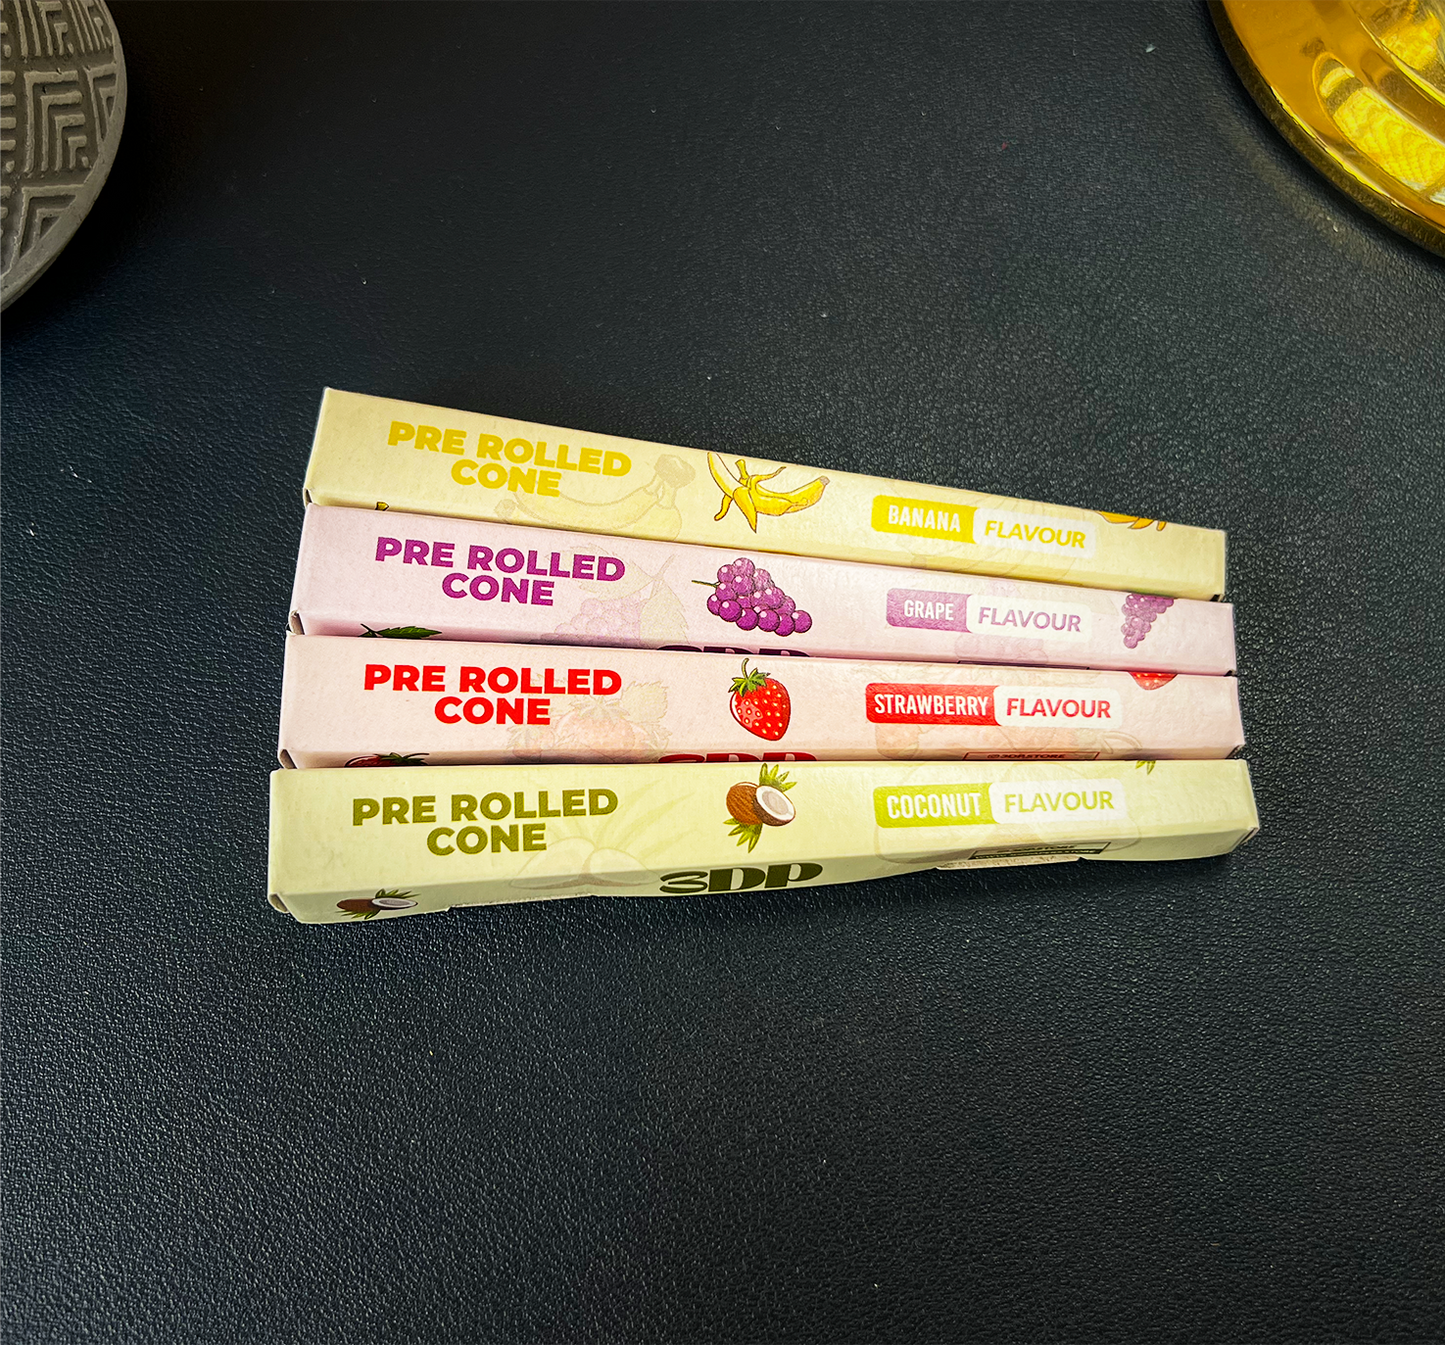 PRE ROLLED
CONE
BANANA FLAVOUR
PRE ROLLED
CONE
GRAPE FLAVOUR
PRE ROLLED
CONE
STRAWBERRY FLAVOUR
PRE ROLLED
CONE
COCONUT FLAVOUR
3DP